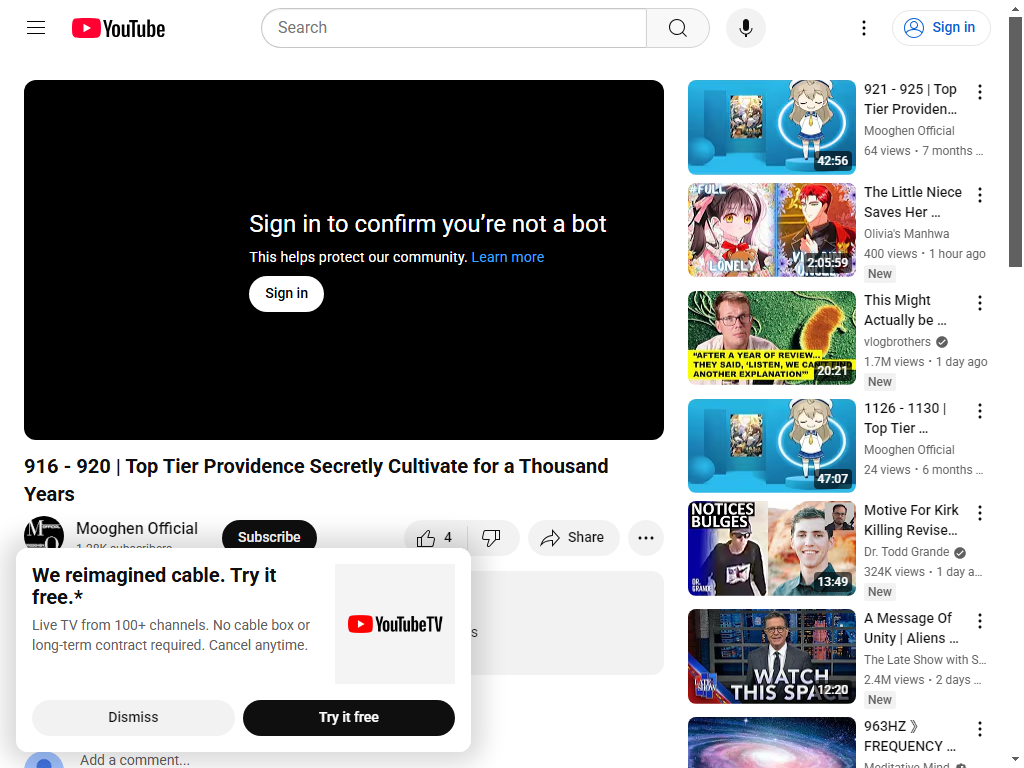 YouTube
Search
Sign in
Sign in to confirm you’re not a bot
This helps protect our community. Learn more
Sign in
916 - 920 | Top Tier Providence Secretly Cultivate for a Thousand
Years
Mooghen Official
Subscribe
4
Share
s
We reimagined cable. Try it
free.*
Live TV from 100+ channels. No cable box or
long-term contract required. Cancel anytime.
YouTubeTV
Dismiss
Try it free
Add a comment...
42:56
921 - 925 | Top
Tier Providen...
Mooghen Official
64 views • 7 months ...
#FULL
LONELY
2:05:59
The Little Niece
Saves Her ...
Olivia's Manhwa
400 views • 1 hour ago
New
“AFTER A YEAR OF REVIEW...
THEY SAID, ‘LISTEN, WE CAN'T FIND
ANOTHER EXPLANATION’”
20:21
This Might
Actually be ...
vlogbrothers
1.7M views • 1 day ago
New
47:07
1126 - 1130 |
Top Tier ...
Mooghen Official
24 views • 6 months ...
NOTICES
BULGES
DR.
GRANDE
13:49
Motive For Kirk
Killing Revise...
Dr. Todd Grande
324K views • 1 day a...
New
LATE SHOW
WATCH
THIS SPACE
12:20
A Message Of
Unity | Aliens ...
The Late Show with S...
2.4M views • 2 days ...
New
963HZ 》
FREQUENCY ...
Meditative Mind